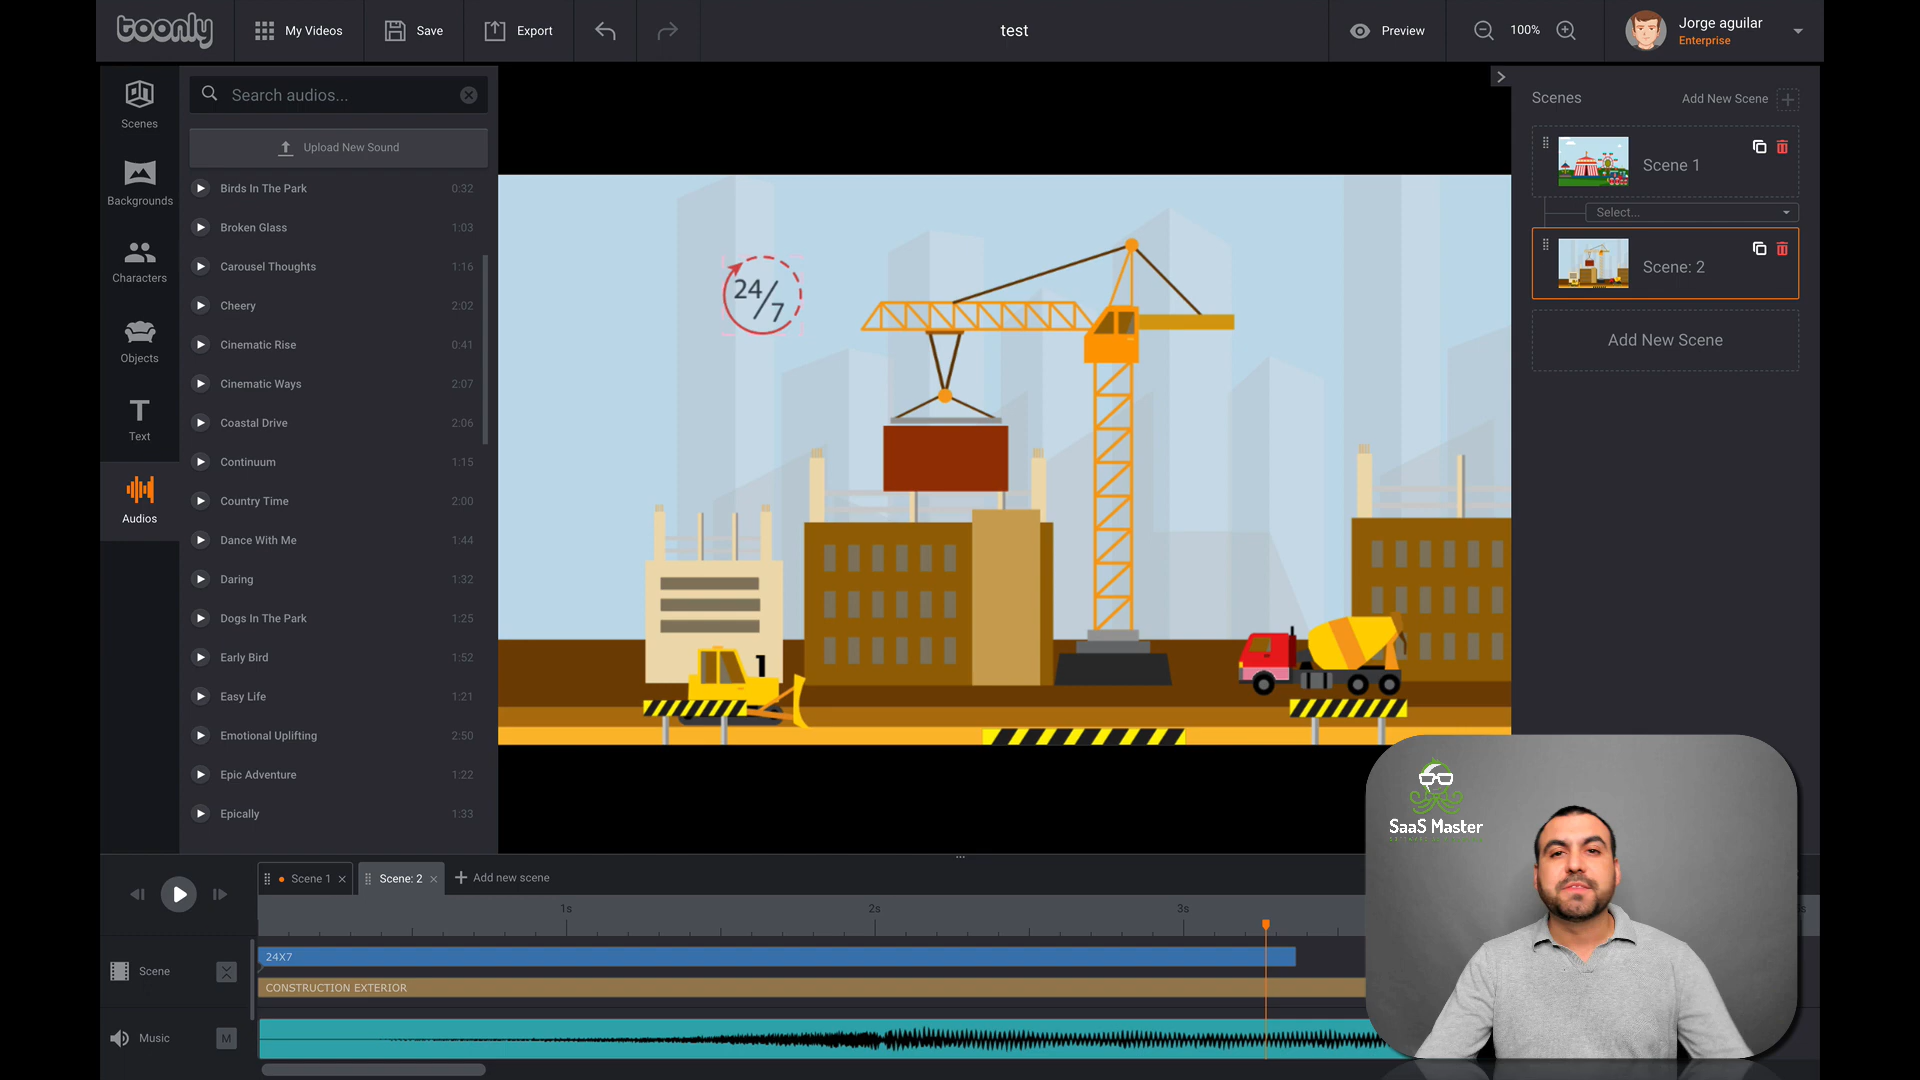 toonly
My Videos
Save
Export
test
Preview
100%
Jorge aguilar
Enterprise
Scenes
Backgrounds
Characters
Objects
Text
Audios
Search audios...
Upload New Sound
Birds In The Park 0:32
Broken Glass 1:03
Carousel Thoughts 1:16
Cheery 2:02
Cinematic Rise 0:41
Cinematic Ways 2:07
Coastal Drive 2:06
Continuum 1:15
Country Time 2:00
Dance With Me 1:44
Daring 1:32
Dogs In The Park 1:25
Early Bird 1:52
Easy Life 1:21
Emotional Uplifting 2:50
Epic Adventure 1:22
Epically 1:33
24/7
1
Scenes
Add New Scene
Scene 1
Select...
Scene: 2
Add New Scene
SaaS Master
Scene 1
Scene: 2
Add new scene
1s 2s 3s
Scene
24X7
CONSTRUCTION EXTERIOR
Music
M